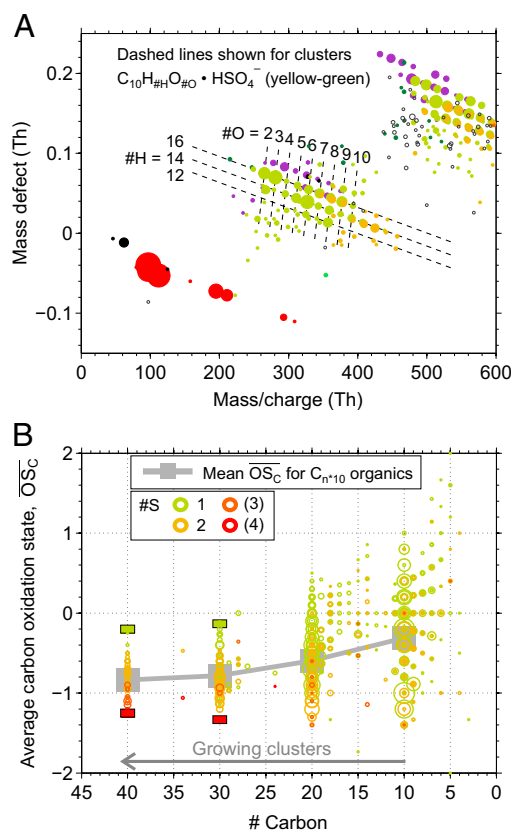 A
Dashed lines shown for clusters
C10H#HO#O • HSO4− (yellow-green)
#O = 2 3 4 5 6 7 8 9 10
16
#H = 14
12
0.2
0.1
0
−0.1
Mass defect (Th)
0 100 200 300 400 500 600
Mass/charge (Th)
B
Mean OSC for Cn*10 organics
#S 1 (3)
2 (4)
2
1
0
−1
−2
Average carbon oxidation state, OSC
Growing clusters
45 40 35 30 25 20 15 10 5 0
# Carbon